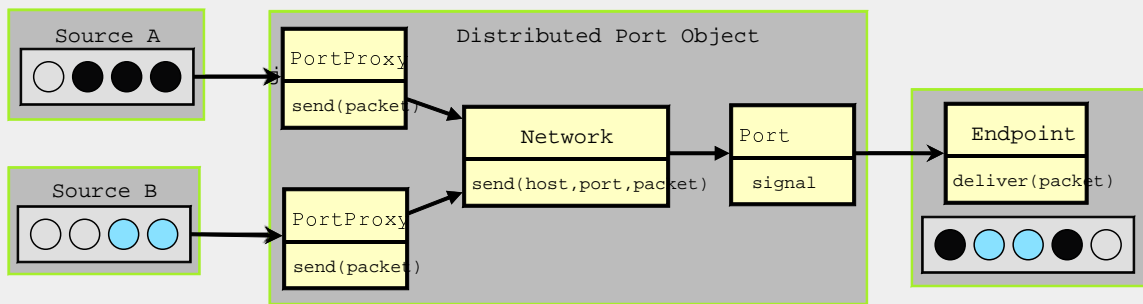 Source A
Distributed Port Object
PortProxy
send(packet)
Network
send(host,port,packet)
Port
signal
Endpoint
deliver(packet)
Source B
PortProxy
send(packet)